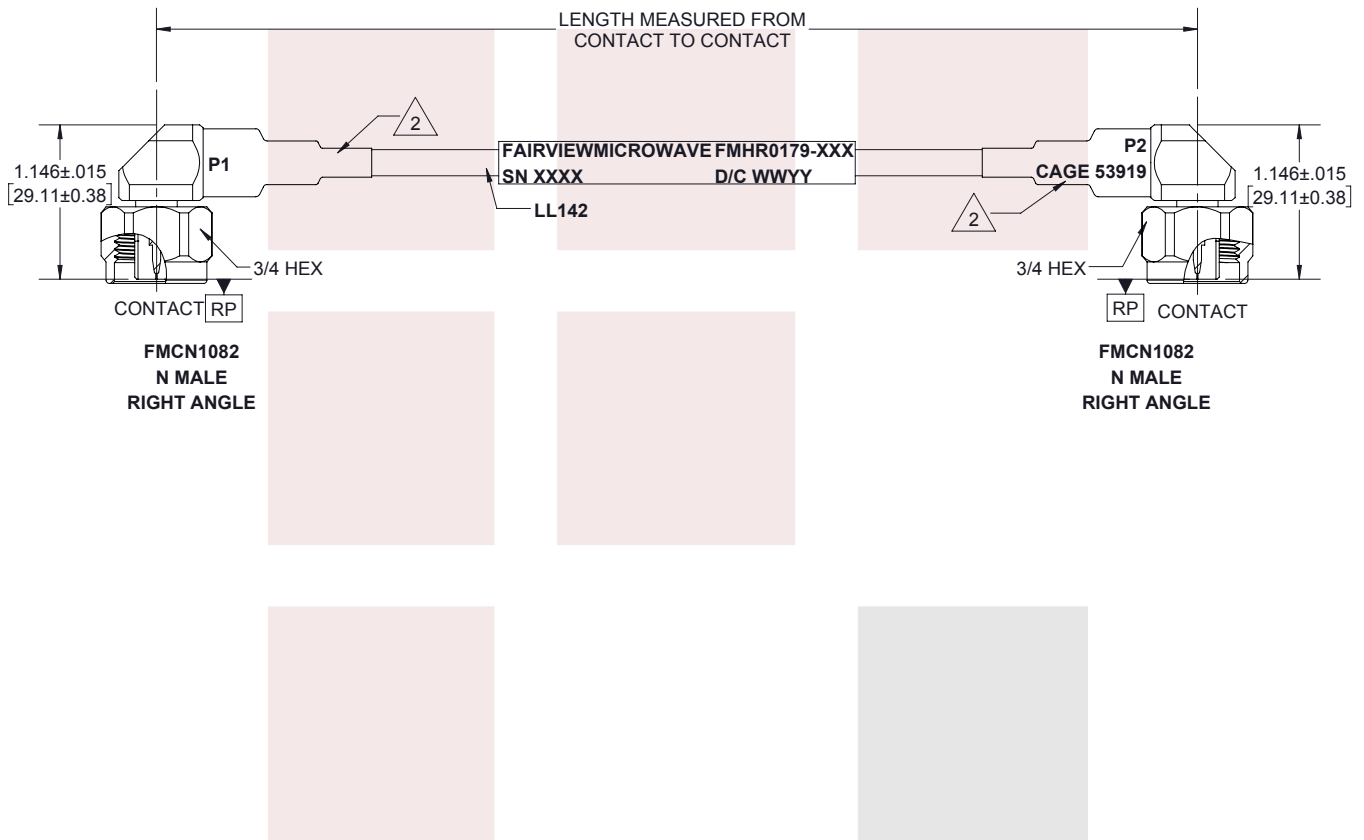 LENGTH MEASURED FROM
CONTACT TO CONTACT
2
1.146±.015
[29.11±0.38]
P1
FAIRVIEWMICROWAVE FMHR0179-XXX
SN XXXX D/C WWYY
LL142
P2
CAGE 53919
2
1.146±.015
[29.11±0.38]
3/4 HEX
3/4 HEX
CONTACT RP
RP CONTACT
FMCN1082
N MALE
RIGHT ANGLE
FMCN1082
N MALE
RIGHT ANGLE